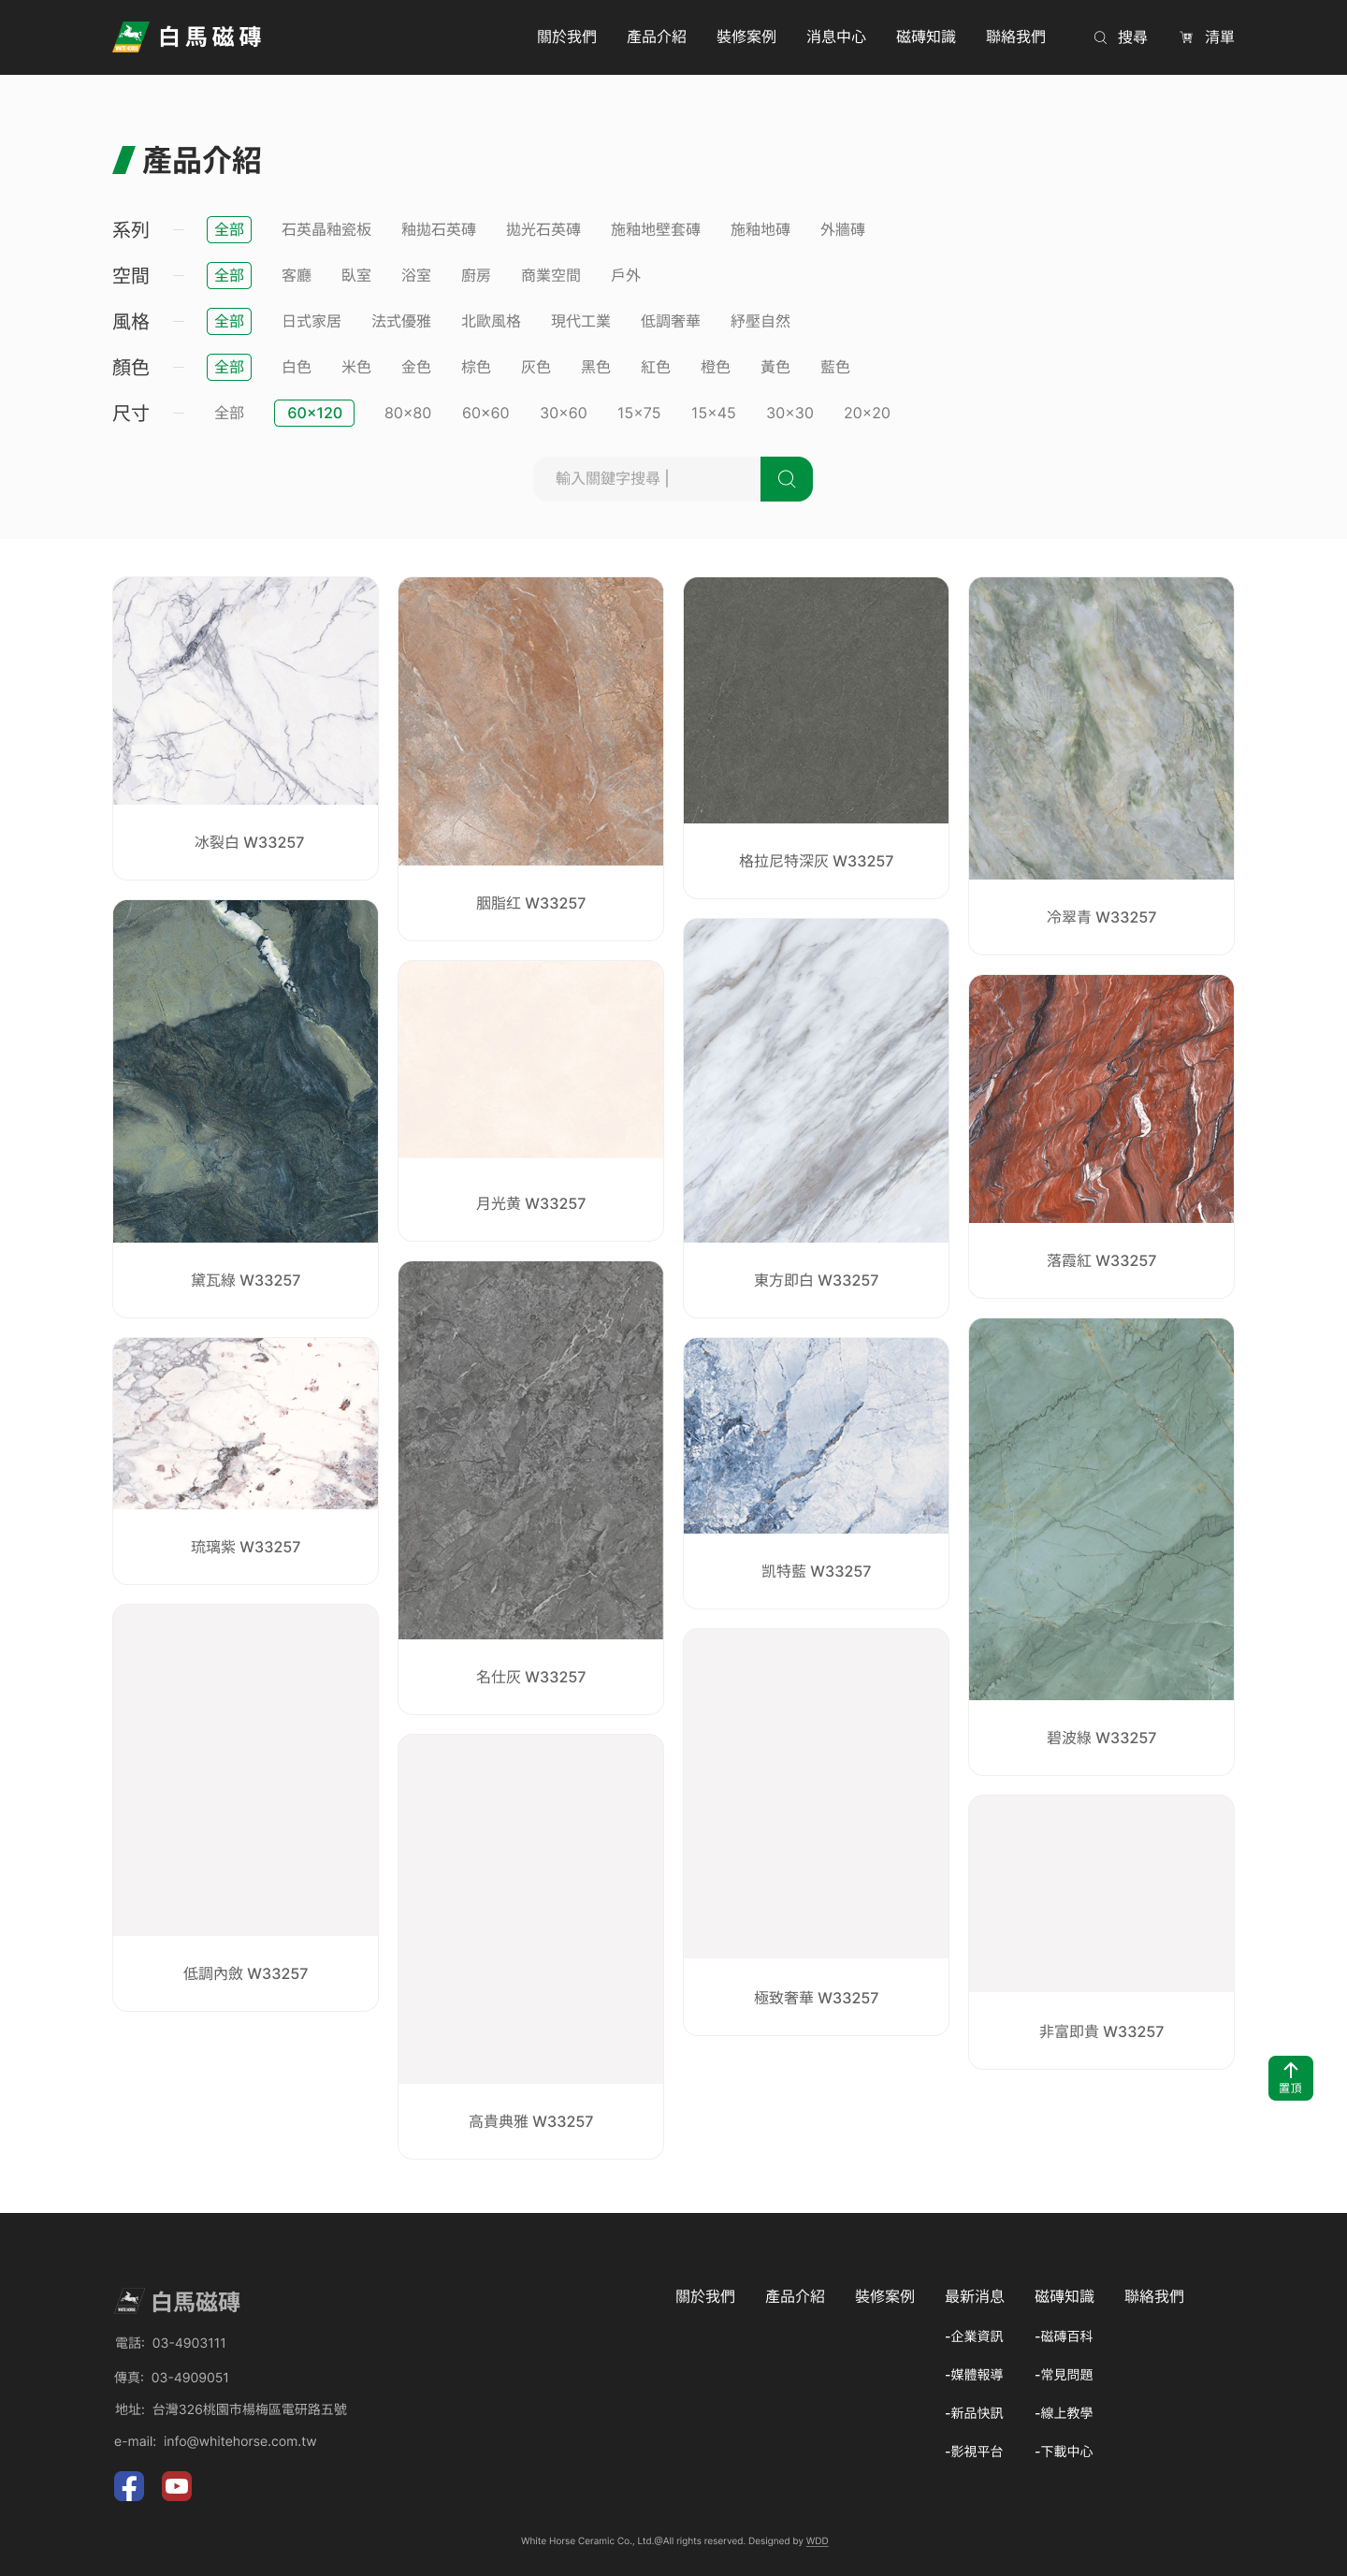 WHITE HORSE 白馬磁磚 關於我們 產品介紹 裝修案例 消息中心 磁磚知識 聯絡我們 搜尋 清單
產品介紹
系列 全部 石英晶釉瓷板 釉拋石英磚 拋光石英磚 施釉地壁套磚 施釉地磚 外牆磚
空間 全部 客廳 臥室 浴室 廚房 商業空間 戶外
風格 全部 日式家居 法式優雅 北歐風格 現代工業 低調奢華 紓壓自然
顏色 全部 白色 米色 金色 棕色 灰色 黑色 紅色 橙色 黃色 藍色
尺寸 全部 60×120 80×80 60×60 30×60 15×75 15×45 30×30 20×20
輸入關鍵字搜尋 |
冰裂白 W33257
格拉尼特深灰 W33257
胭脂红 W33257
冷翠青 W33257
月光黄 W33257
落霞紅 W33257
黛瓦綠 W33257
東方即白 W33257
琉璃紫 W33257
凯特藍 W33257
名仕灰 W33257
碧波綠 W33257
低調內斂 W33257
極致奢華 W33257
非富即貴 W33257
置頂
高貴典雅 W33257
WHITE HORSE 白馬磁磚
電話: 03-4903111
傳真: 03-4909051
地址: 台灣326桃園市楊梅區電研路五號
e-mail: info@whitehorse.com.tw
關於我們 產品介紹 裝修案例 最新消息 磁磚知識 聯絡我們
-企業資訊 -磁磚百科
-媒體報導 -常見問題
-新品快訊 -線上教學
-影視平台 -下載中心
White Horse Ceramic Co., Ltd.@All rights reserved. Designed by WDD